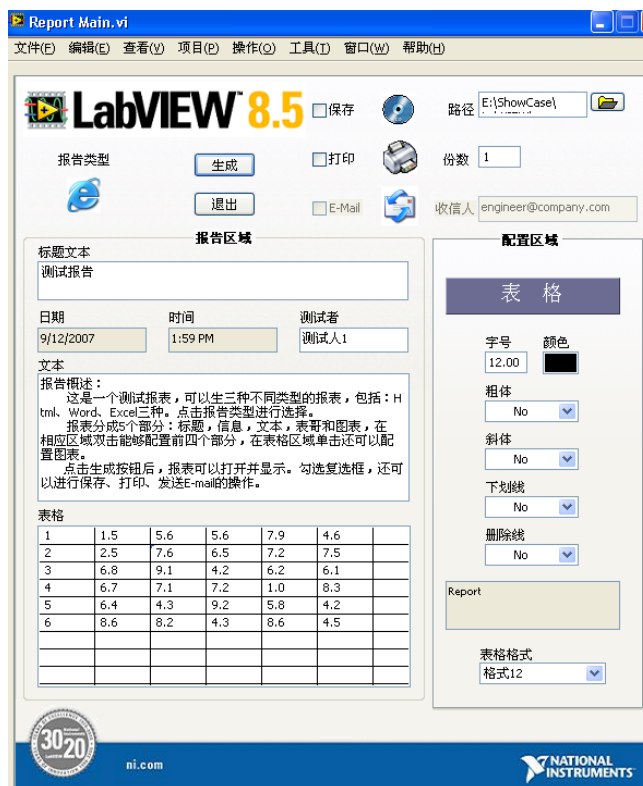 Report Main.vi
文件(F) 编辑(E) 查看(V) 项目(P) 操作(O) 工具(T) 窗口(W) 帮助(H)
LabVIEW™ 8.5
保存
路径
E:\ShowCase\
报告类型
生成
打印
份数
1
退出
E-Mail
收信人
engineer@company.com
报告区域
标题文本
测试报告
日期 时间 测试者
9/12/2007 1:59 PM 测试人1
文本
报告概述：
这是一个测试报表，可以生三种不同类型的报表，包括：H
tml、Word、Excel三种。点击报告类型进行选择。
报表分成5个部分：标题，信息，文本，表哥和图表，在
相应区域双击能够配置前四个部分，在表格区域单击还可以配
置图表。
点击生成按钮后，报表可以打开并显示。勾选复选框，还可
以进行保存、打印、发送E-mail的操作。
表格
1 1.5 5.6 5.6 7.9 4.6
2 2.5 7.6 6.5 7.2 7.5
3 6.8 9.1 4.2 6.2 6.1
4 6.7 7.1 7.2 1.0 8.3
5 6.4 4.3 9.2 5.8 4.2
6 8.6 8.2 4.3 8.6 4.5
配置区域
表 格
字号 颜色
12.00
粗体
No
斜体
No
下划线
No
删除线
No
Report
表格格式
格式12
30 20
ni.com
NATIONAL
INSTRUMENTS